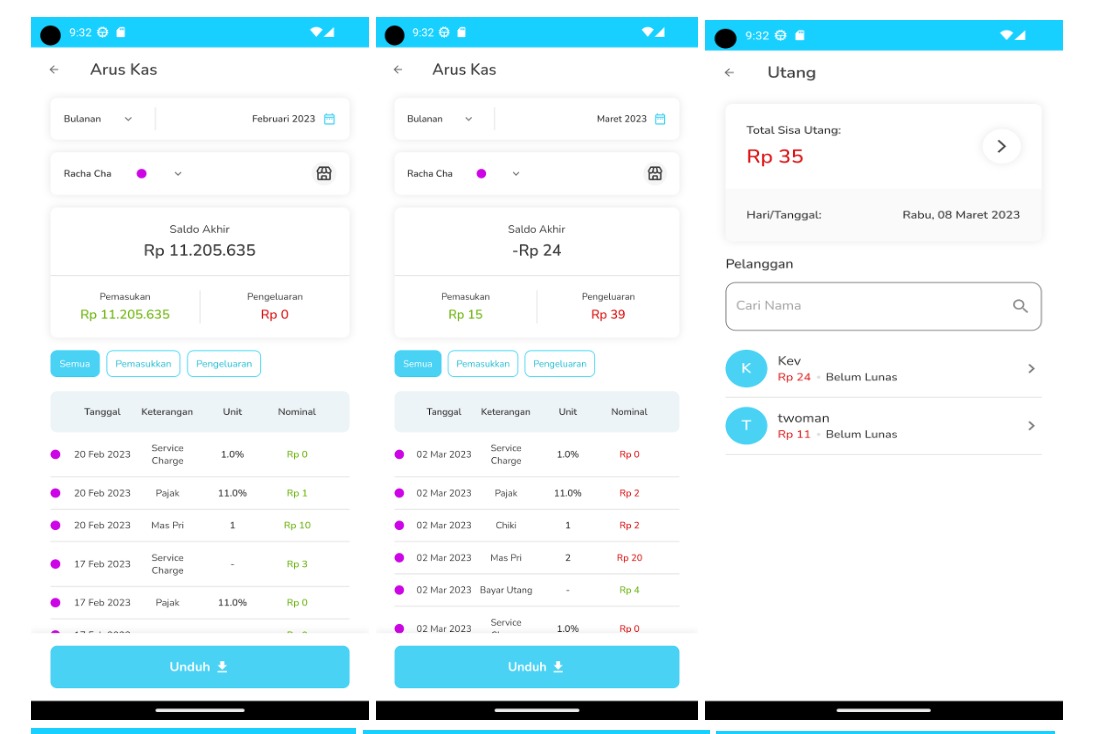 9:32
Arus Kas
Bulanan
Februari 2023
Racha Cha
Saldo Akhir
Rp 11.205.635
Pemasukan Pengeluaran
Rp 11.205.635 Rp 0
Semua Pemasukkan Pengeluaran
Tanggal Keterangan Unit Nominal
20 Feb 2023 Service Charge 1.0% Rp 0
20 Feb 2023 Pajak 11.0% Rp 1
20 Feb 2023 Mas Pri 1 Rp 10
17 Feb 2023 Service Charge - Rp 3
17 Feb 2023 Pajak 11.0% Rp 0
Unduh
9:32
Arus Kas
Bulanan
Maret 2023
Racha Cha
Saldo Akhir
-Rp 24
Pemasukan Pengeluaran
Rp 15 Rp 39
Semua Pemasukkan Pengeluaran
Tanggal Keterangan Unit Nominal
02 Mar 2023 Service Charge 1.0% Rp 0
02 Mar 2023 Pajak 11.0% Rp 2
02 Mar 2023 Chiki 1 Rp 2
02 Mar 2023 Mas Pri 2 Rp 20
02 Mar 2023 Bayar Utang - Rp 4
02 Mar 2023 Service 1.0% Rp 0
Unduh
9:32
Utang
Total Sisa Utang:
Rp 35
Hari/Tanggal: Rabu, 08 Maret 2023
Pelanggan
Cari Nama
K
Kev
Rp 24 - Belum Lunas
T
twoman
Rp 11 - Belum Lunas